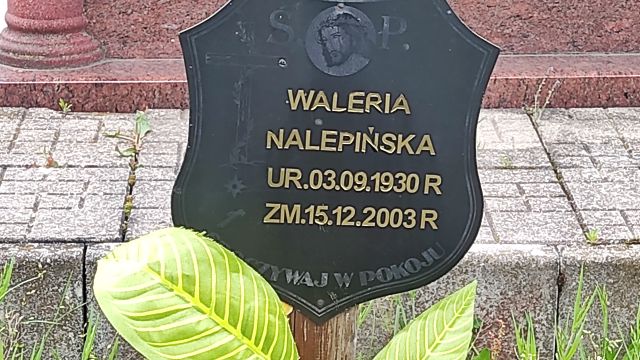 Ś. P.
WALERIA
NALEPIŃSKA
UR.03.09.1930 R
ZM.15.12.2003 R
W POKOJU